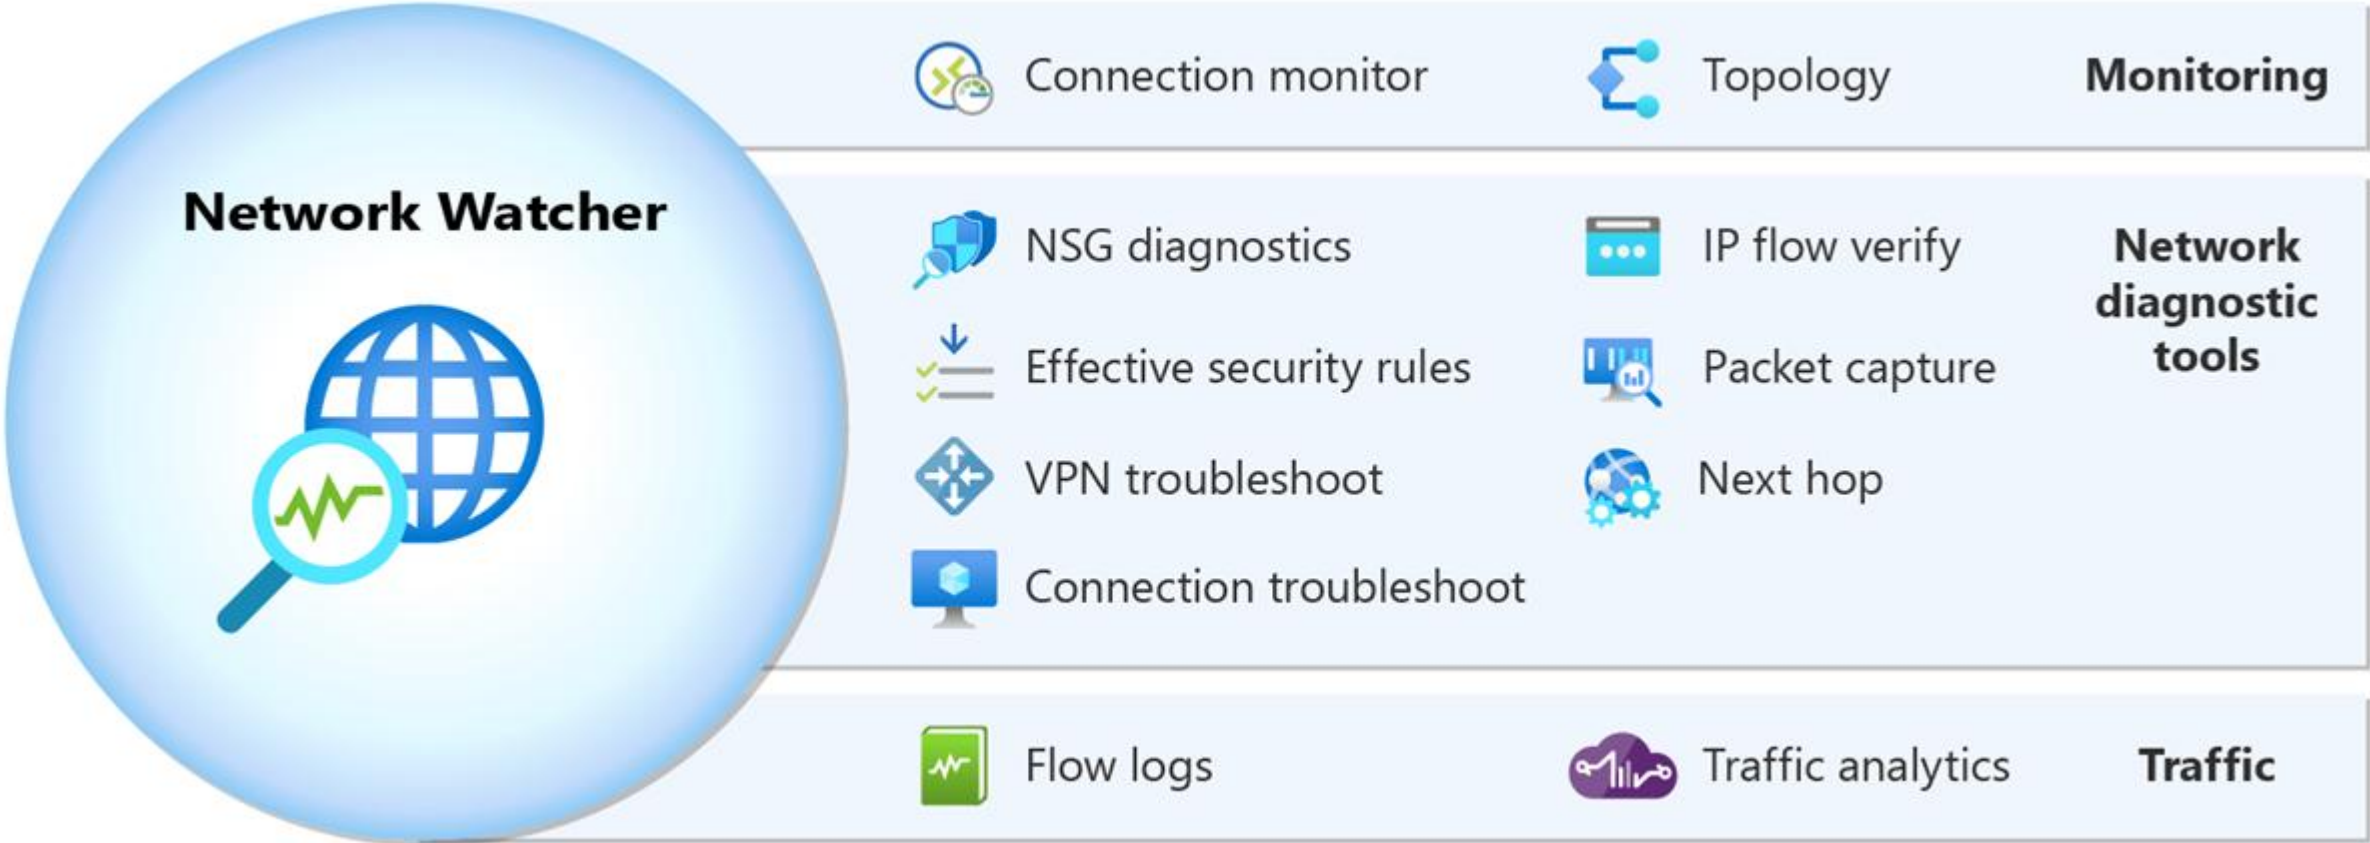 Network Watcher
Connection monitor
Topology
Monitoring
NSG diagnostics
IP flow verify
Network
diagnostic
tools
Effective security rules
Packet capture
VPN troubleshoot
Next hop
Connection troubleshoot
Flow logs
Traffic analytics
Traffic